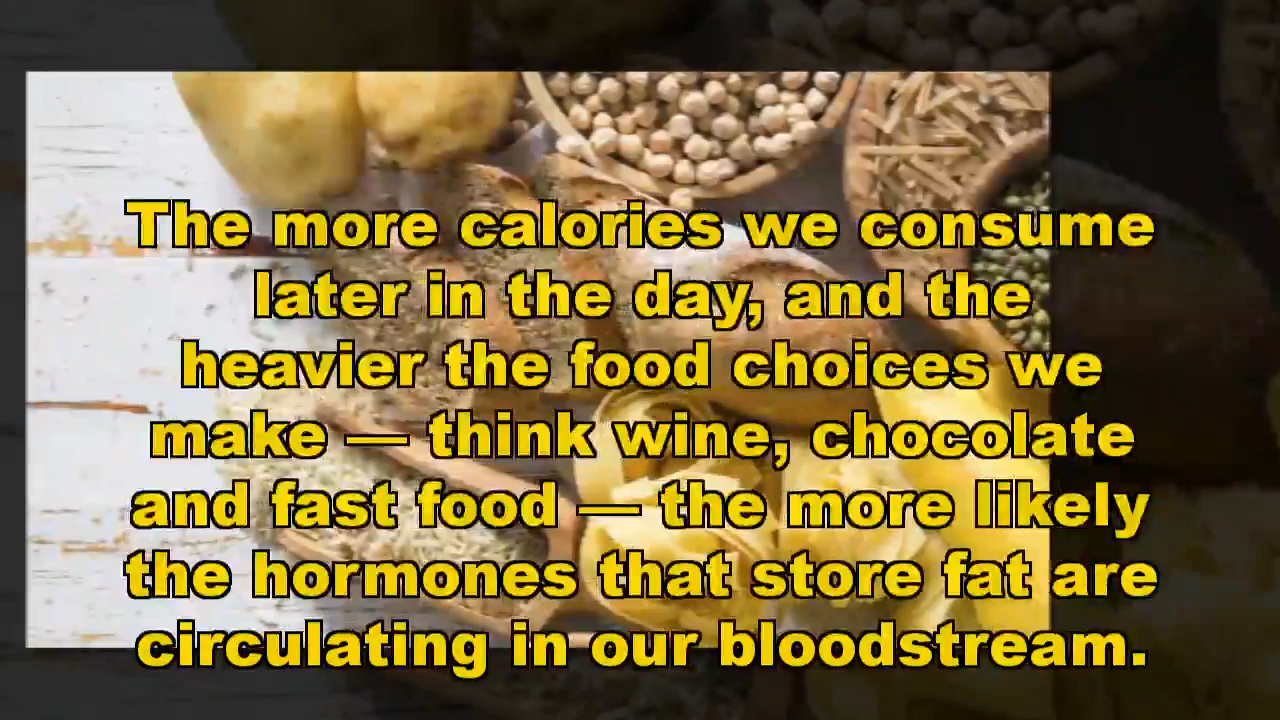 The more calories we consume
later in the day, and the
heavier the food choices we
make — think wine, chocolate
and fast food — the more likely
the hormones that store fat are
circulating in our bloodstream.